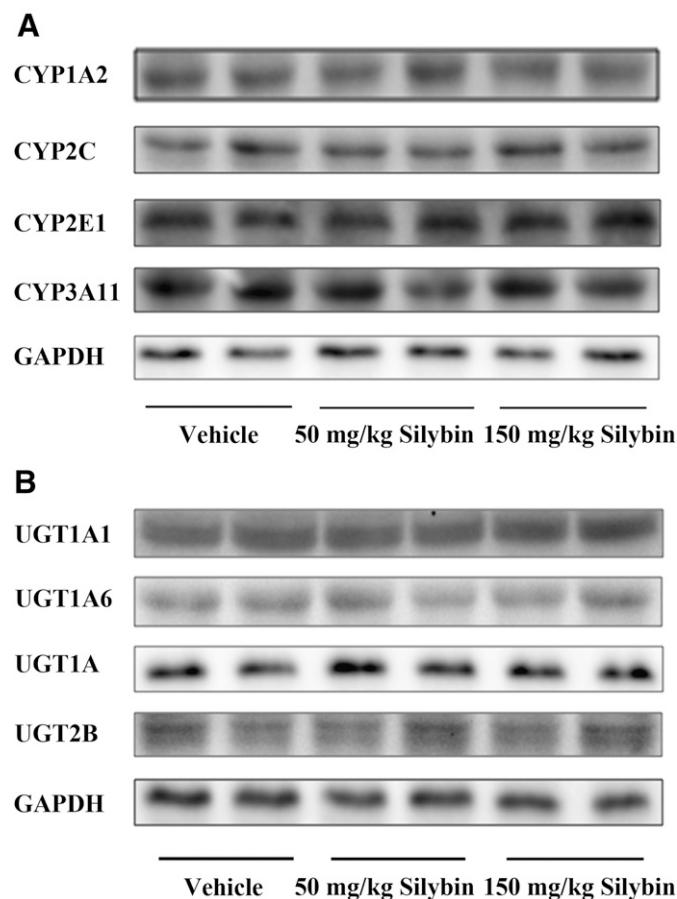 A
CYP1A2
CYP2C
CYP2E1
CYP3A11
GAPDH
Vehicle 50 mg/kg Silybin 150 mg/kg Silybin
B
UGT1A1
UGT1A6
UGT1A
UGT2B
GAPDH
Vehicle 50 mg/kg Silybin 150 mg/kg Silybin